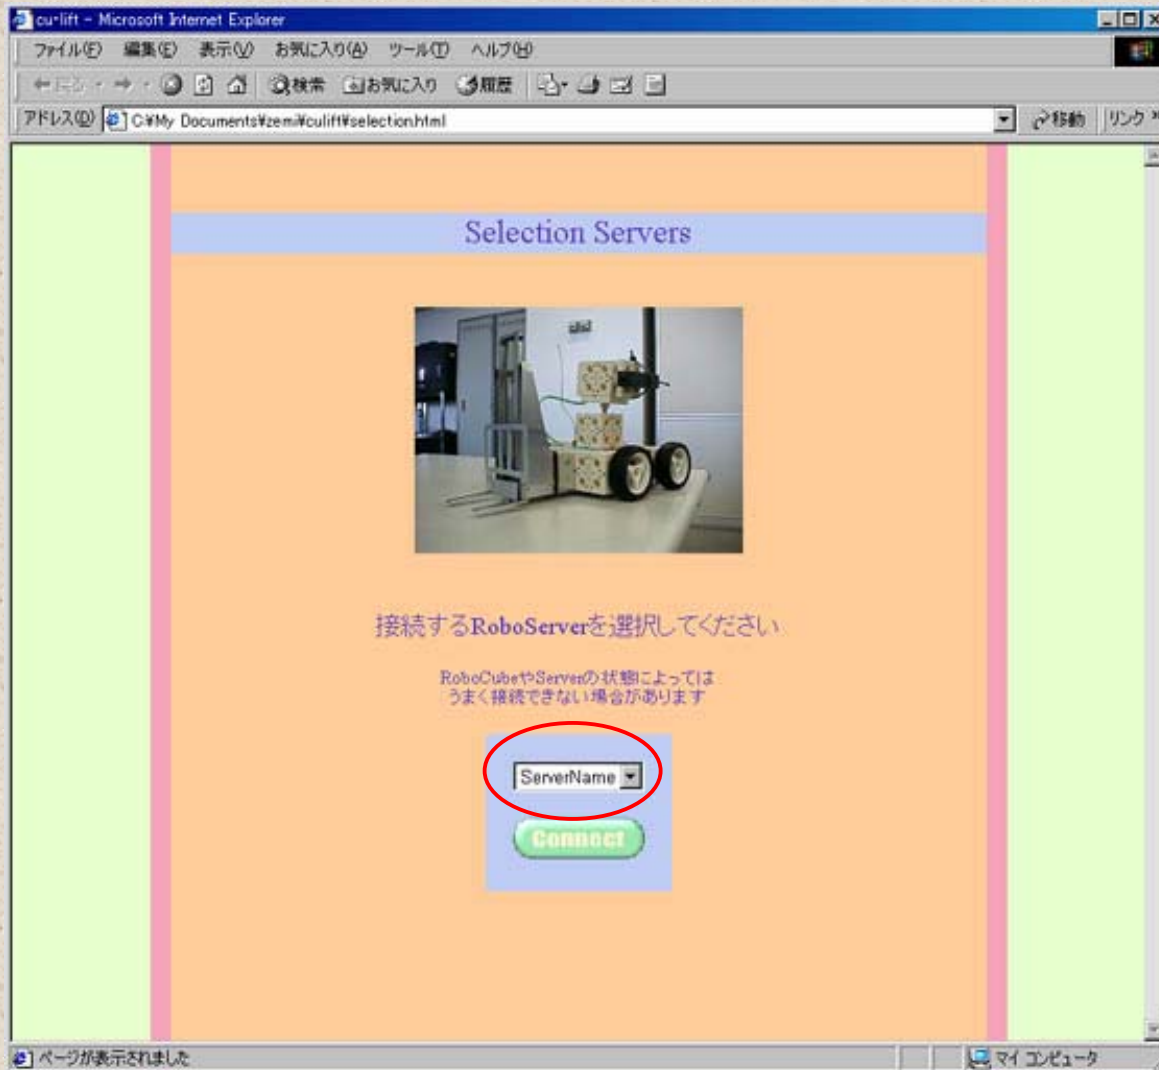 cu-lift - Microsoft Internet Explorer
ファイル(F) 編集(E) 表示(V) お気に入り(A) ツール(T) ヘルプ(H)
戻る 検索 お気に入り 履歴
アドレス(D) C:¥My Documents¥zemi¥culift¥selection.html 移動 リンク »
Selection Servers
接続するRoboServerを選択してください
RoboCubeやServerの状態によっては
うまく接続できない場合があります
ServerName
Connect
ページが表示されました マイ コンピュータ